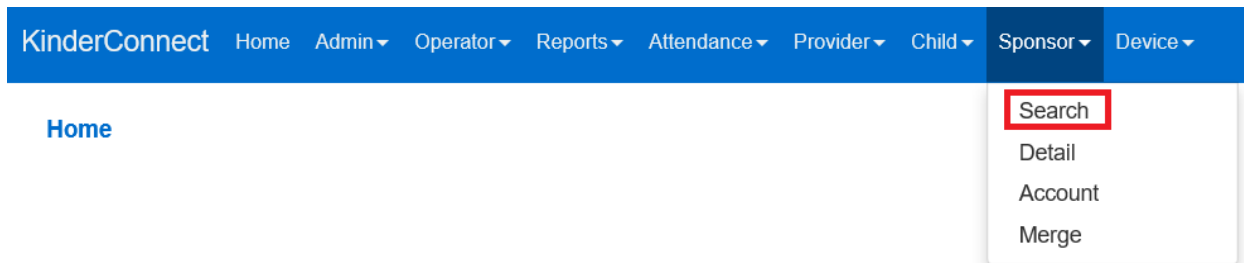 KinderConnect Home Admin Operator Reports Attendance Provider Child Sponsor Device
Home
Search
Detail
Account
Merge